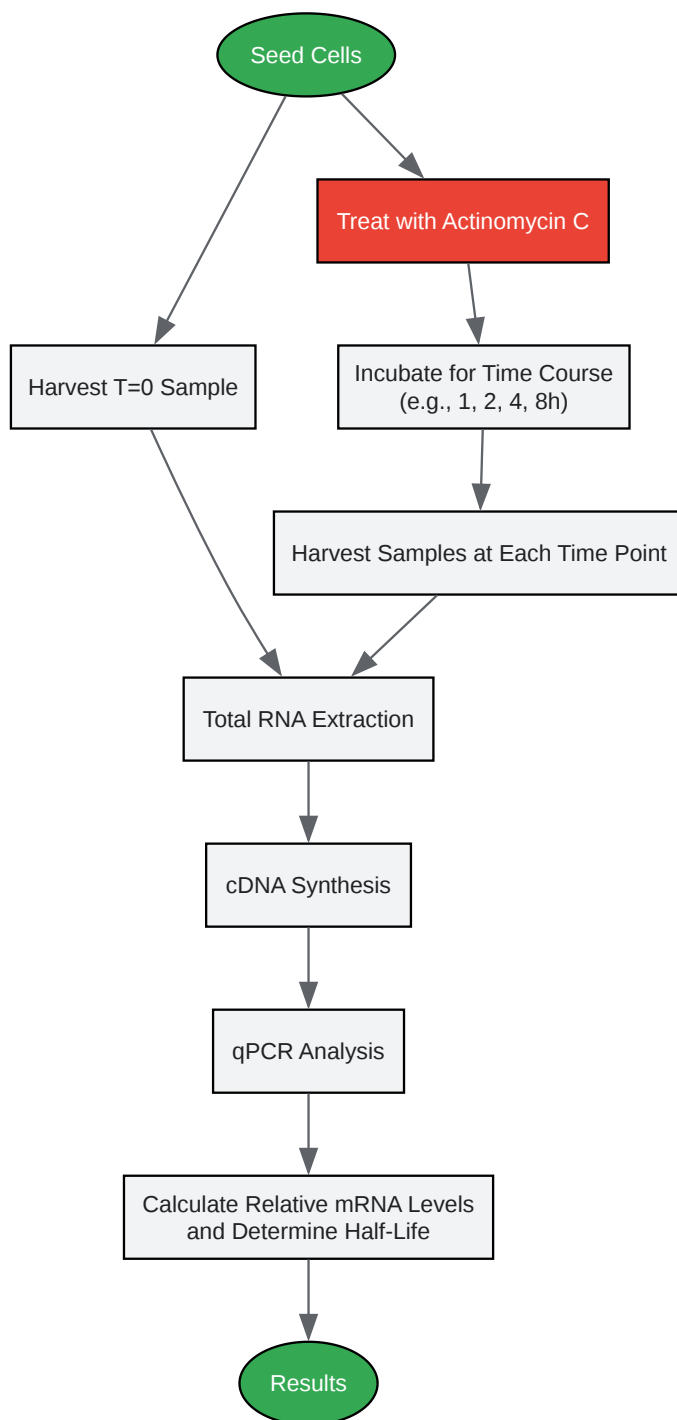 Seed Cells
Treat with Actinomycin C
Harvest T=0 Sample
Incubate for Time Course
(e.g., 1, 2, 4, 8h)
Harvest Samples at Each Time Point
Total RNA Extraction
cDNA Synthesis
qPCR Analysis
Calculate Relative mRNA Levels
and Determine Half-Life
Results